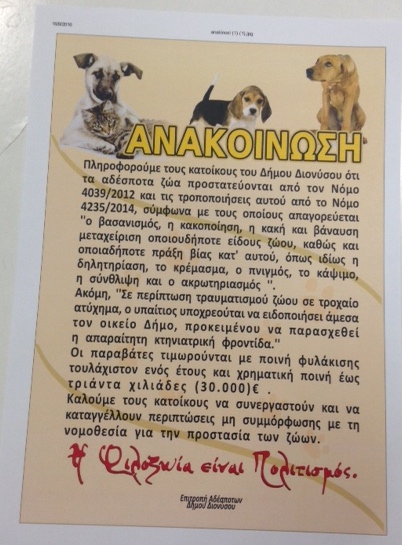 ΑΝΑΚΟΙΝΩΣΗ
Πληροφορούμε τους κατοίκους του Δήμου Διονύσου ότι
τα αδέσποτα ζώα προστατεύονται από τον Νόμο
4039/2012 και τις τροποποιήσεις αυτού από το Νόμο
4235/2014, σύμφωνα με τους οποίους απαγορεύεται
"ο βασανισμός, η κακοποίηση, η κακή και βάναυση
μεταχείριση οποιουδήποτε είδους ζώου, καθώς και
οποιαδήποτε πράξη βίας κατ' αυτού, όπως ιδίως η
δηλητηρίαση, το κρέμασμα, ο πνιγμός, το κάψιμο,
η σύνθλιψη και ο ακρωτηριασμός ".
Ακόμη, "Σε περίπτωση τραυματισμού ζώου σε τροχαίο
ατύχημα, ο υπαίτιος υποχρεούται να ειδοποιήσει άμεσα
τον οικείο Δήμο, προκειμένου να παρασχεθεί
η απαραίτητη κτηνιατρική φροντίδα."
Οι παραβάτες τιμωρούνται με ποινή φυλάκισης
τουλάχιστον ενός έτους και χρηματική ποινή έως
τριάντα χιλιάδες (30.000)€ .
Καλούμε τους κατοίκους να συνεργαστούν και να
καταγγέλλουν περιπτώσεις μη συμμόρφωσης με τη
νομοθεσία για την προστασία των ζώων.
Η Φιλοζωία είναι Πολιτισμός.
Επιτροπή Αδέσποτων
Δήμου Διονύσου